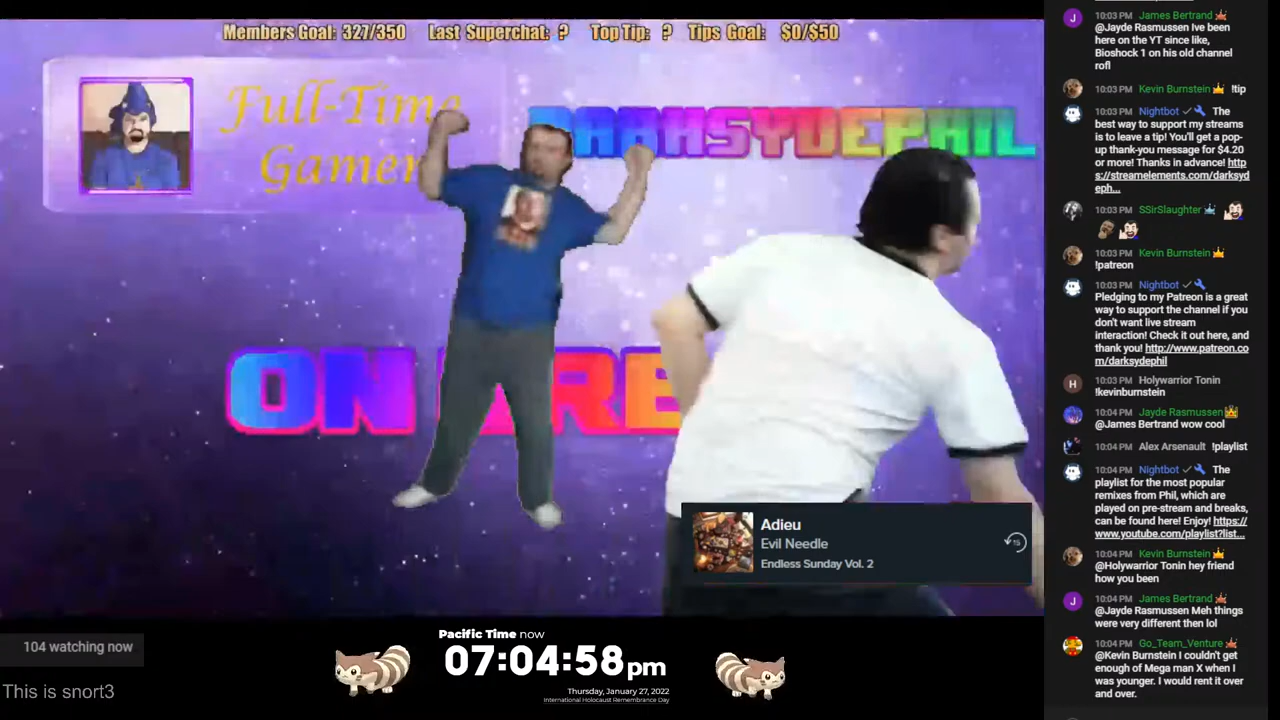 Members Goal: 327/350 Last Superchat: ? Top Tip: ? Tips Goal: $0/$50
Full-Time
Gamer
DARKSYDEPHIL
ON
Adieu
Evil Needle
Endless Sunday Vol. 2
15
104 watching now
This is snort3
Pacific Time now
07:04:58pm
Thursday, January 27, 2022
International Holocaust Remembrance Day
J
10:03 PM James Bertrand
@Jayde Rasmussen Ive been
here on the YT since like,
Bioshock 1 on his old channel
rofl
10:03 PM Kevin Burnstein !tip
10:03 PM Nightbot The
best way to support my streams
is to leave a tip! You'll get a pop-
up thank-you message for $4.20
or more! Thanks in advance! http
s://streamelements.com/darksyd
eph...
10:03 PM SSirSlaughter
10:03 PM Kevin Burnstein
!patreon
10:03 PM Nightbot
Pledging to my Patreon is a great
way to support the channel if you
don't want live stream
interaction! Check it out here, and
thank you! http://www.patreon.co
m/darksydephil
H
10:03 PM Holywarrior Tonin
!kevinburnstein
10:04 PM Jayde Rasmussen
@James Bertrand wow cool
10:04 PM Alex Arsenault !playlist
10:04 PM Nightbot The
playlist for the most popular
remixes from Phil, which are
played on pre-stream and breaks,
can be found here! Enjoy! https://
www.youtube.com/playlist?list...
10:04 PM Kevin Burnstein
@Holywarrior Tonin hey friend
how you been
J
10:04 PM James Bertrand
@Jayde Rasmussen Meh things
were very different then lol
10:04 PM Go_Team_Venture
@Kevin Burnstein I couldn't get
enough of Mega man X when I
was younger. I would rent it over
and over.